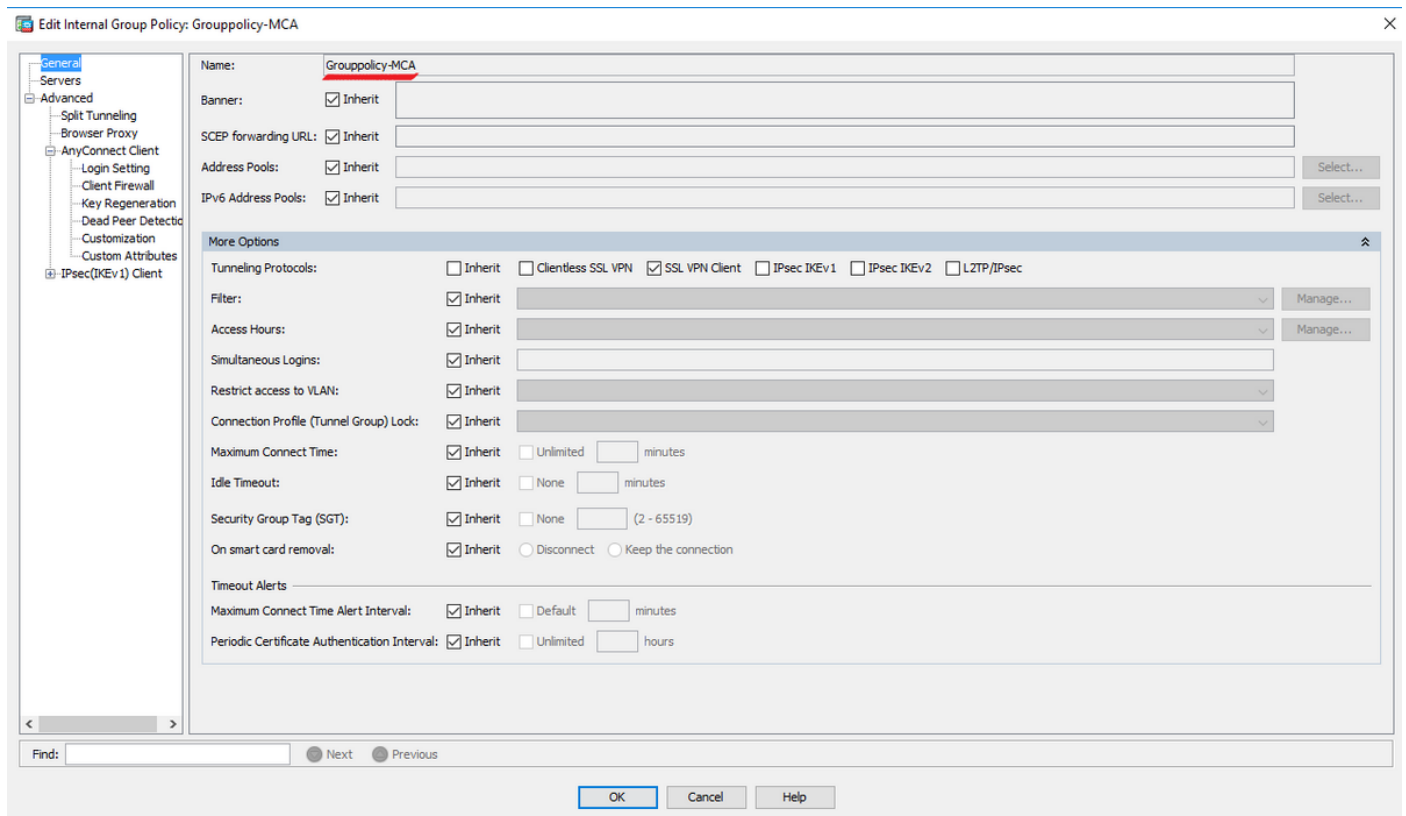 Edit Internal Group Policy: Grouppolicy-MCA
General
Servers
Advanced
Split Tunneling
Browser Proxy
AnyConnect Client
Login Setting
Client Firewall
Key Regeneration
Dead Peer Detectio
Customization
Custom Attributes
IPsec(IKEv1) Client
Name: Grouppolicy-MCA
Banner: Inherit
SCEP forwarding URL: Inherit
Address Pools: Inherit Select...
IPv6 Address Pools: Inherit Select...
More Options
Tunneling Protocols: Inherit Clientless SSL VPN SSL VPN Client IPsec IKEv1 IPsec IKEv2 L2TP/IPsec
Filter: Inherit Manage...
Access Hours: Inherit Manage...
Simultaneous Logins: Inherit
Restrict access to VLAN: Inherit
Connection Profile (Tunnel Group) Lock: Inherit
Maximum Connect Time: Inherit Unlimited minutes
Idle Timeout: Inherit None minutes
Security Group Tag (SGT): Inherit None (2 - 65519)
On smart card removal: Inherit Disconnect Keep the connection
Timeout Alerts
Maximum Connect Time Alert Interval: Inherit Default minutes
Periodic Certificate Authentication Interval: Inherit Unlimited hours
Find: Next Previous
OK Cancel Help